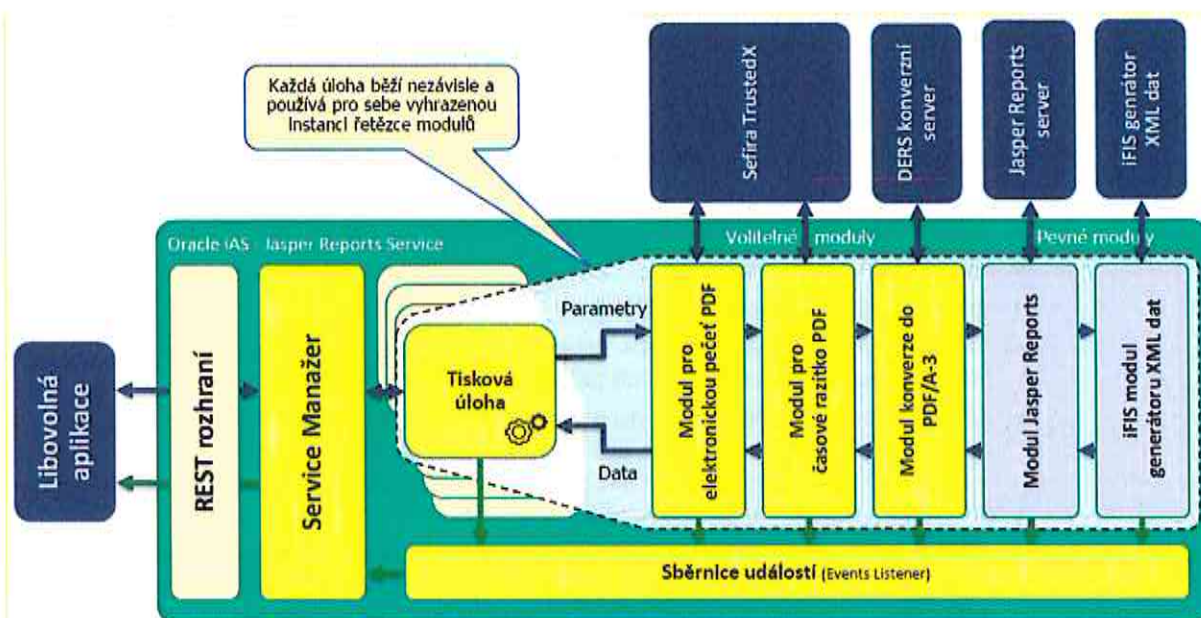 Každá úloha běží nezávisle a
používá pro sebe vyhrazenou
instanci řetězce modulů
Sefira TrustedX
DERS konverzní
server
Jasper Reports
server
iFIS genrátor
XML dat
Oracle iAS - Jasper Reports Service
Volitelné moduly
Pevné moduly
Libovolná
aplikace
REST rozhraní
Service Manažer
Tisková
úloha
Parametry
Data
Modul pro
elektronickou pečeť PDF
Modul pro
časové razítko PDF
Modul konverze do
PDF/A-3
Modul Jasper Reports
iFIS modul
generátoru XML dat
Sběrnice událostí (Events Listener)